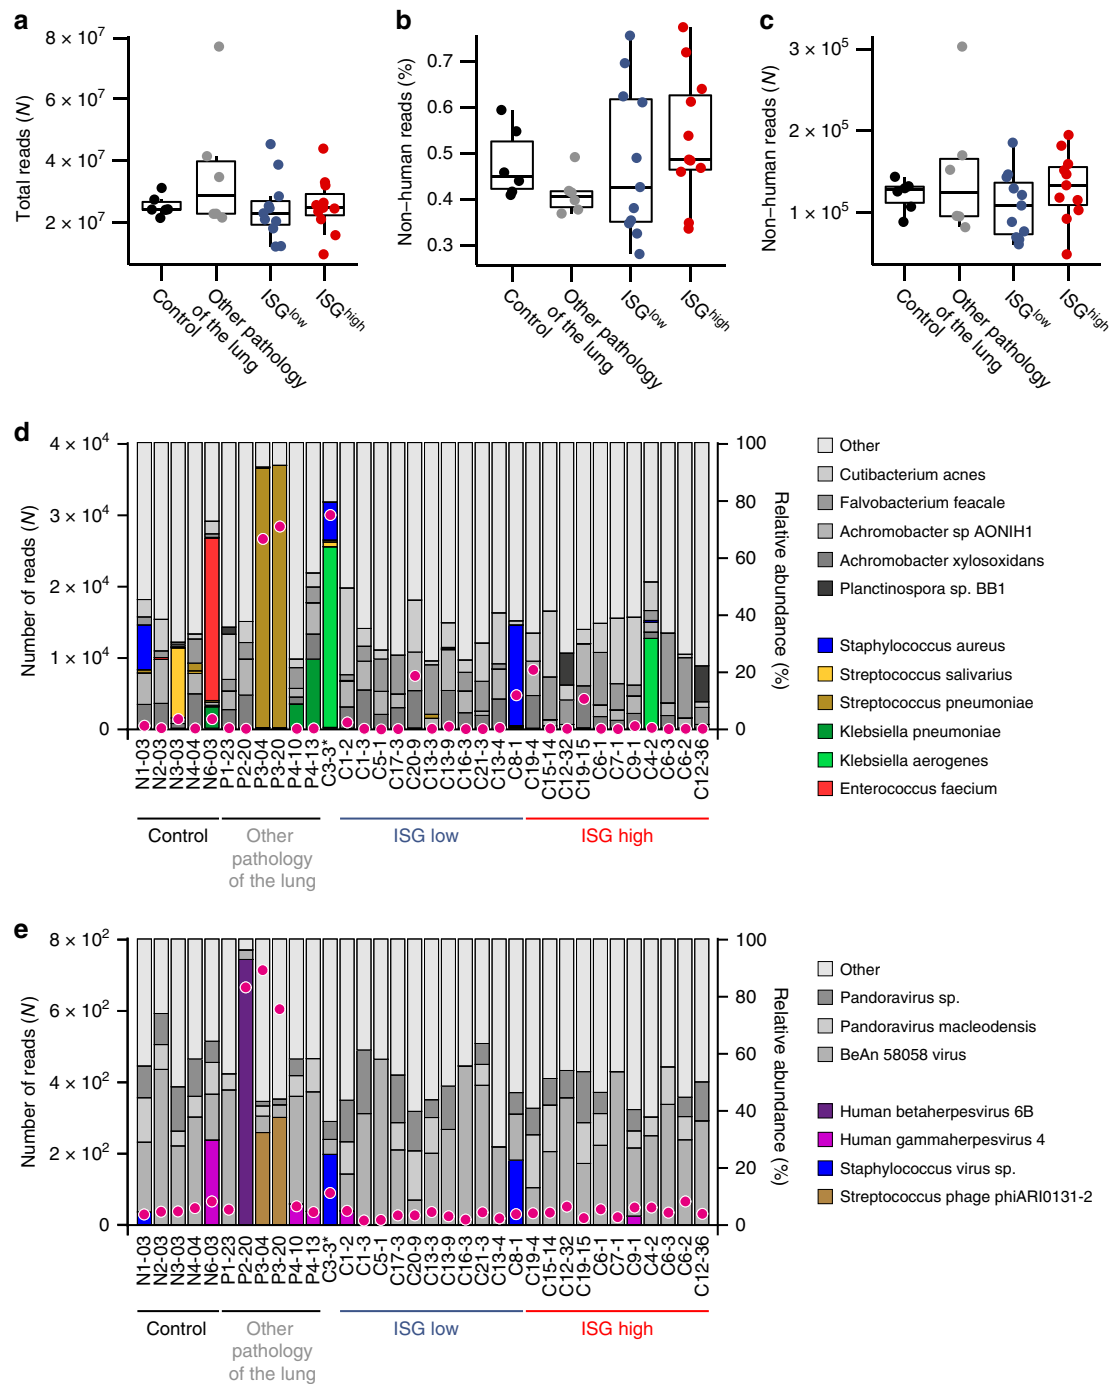 a
b
c
Total reads (N)
8 × 10⁷
6 × 10⁷
4 × 10⁷
2 × 10⁷
Control
Other pathology
of the lung
ISG^low
ISG^high
Non–human reads (%)
0.7
0.6
0.5
0.4
0.3
Control
Other pathology
of the lung
ISG^low
ISG^high
Non–human reads (N)
3 × 10⁵
2 × 10⁵
1 × 10⁵
Control
Other pathology
of the lung
ISG^low
ISG^high
d
Number of reads (N)
4 × 10⁴
3 × 10⁴
2 × 10⁴
1 × 10⁴
0
100
80
60
40
20
0
Relative abundance (%)
N1-03
N2-03
N3-03
N4-04
N6-03
P1-23
P2-20
P3-04
P3-20
P4-10
P4-13
C3-3*
C1-2
C1-3
C5-1
C17-3
C20-9
C13-3
C13-9
C16-3
C21-3
C13-4
C8-1
C19-4
C15-14
C12-32
C19-15
C6-1
C7-1
C9-1
C4-2
C6-3
C6-2
C12-36
Control
Other
pathology
of the lung
ISG low
ISG high
Other
Cutibacterium acnes
Falvobacterium feacale
Achromobacter sp AONIH1
Achromobacter xylosoxidans
Planctinospora sp. BB1
Staphylococcus aureus
Streptococcus salivarius
Streptococcus pneumoniae
Klebsiella pneumoniae
Klebsiella aerogenes
Enterococcus faecium
e
Number of reads (N)
8 × 10²
6 × 10²
4 × 10²
2 × 10²
0
100
80
60
40
20
0
Relative abundance (%)
N1-03
N2-03
N3-03
N4-04
N6-03
P1-23
P2-20
P3-04
P3-20
P4-10
P4-13
C3-3*
C1-2
C1-3
C5-1
C17-3
C20-9
C13-3
C13-9
C16-3
C21-3
C13-4
C8-1
C19-4
C15-14
C12-32
C19-15
C6-1
C7-1
C9-1
C4-2
C6-3
C6-2
C12-36
Control
Other
pathology
of the lung
ISG low
ISG high
Other
Pandoravirus sp.
Pandoravirus macleodensis
BeAn 58058 virus
Human betaherpesvirus 6B
Human gammaherpesvirus 4
Staphylococcus virus sp.
Streptococcus phage phiARI0131-2